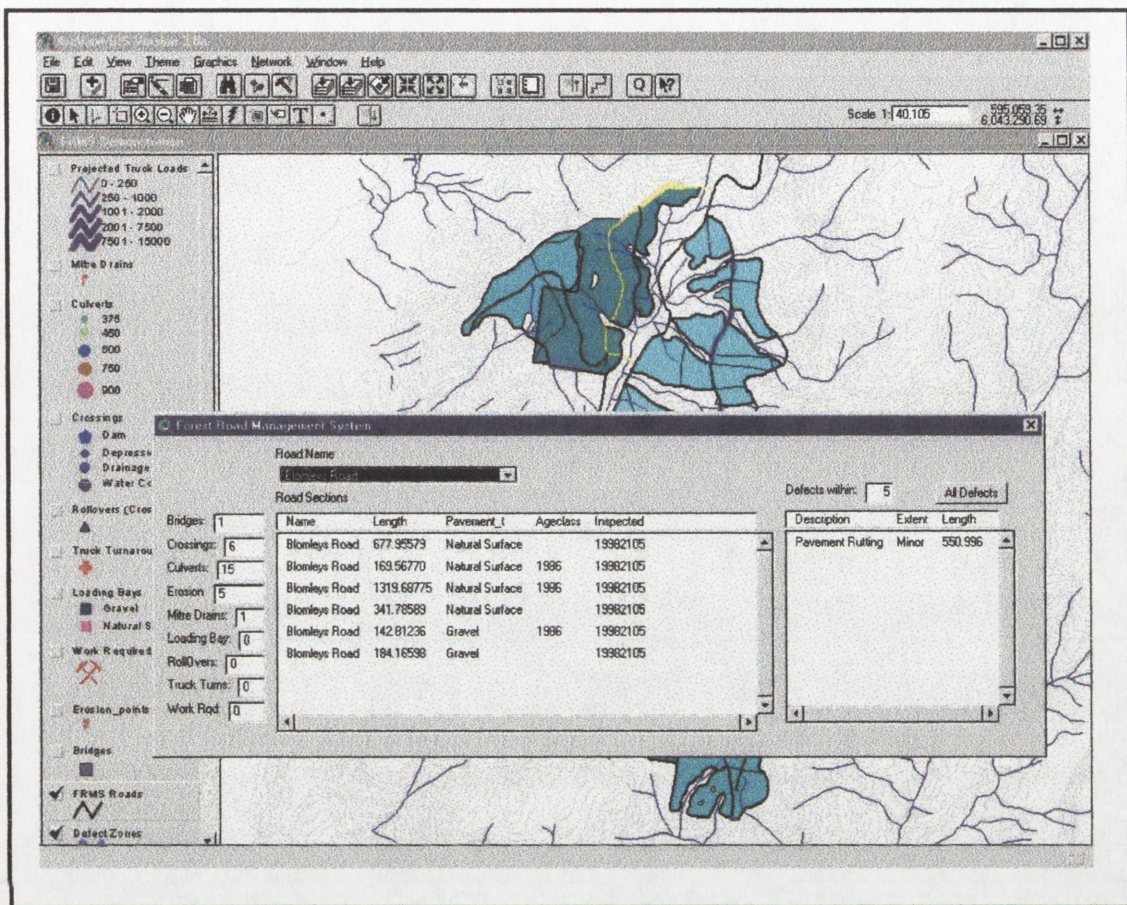 File Edit View Theme Graphics Network Window Help
Scale 1: 40.105
595,059.35
6,043,290.69
Projected Truck Loads
0 - 250
250 - 1000
1001 - 2000
2001 - 7500
7501 - 15000
Mitre Drains
Culverts
375
450
600
750
900
Crossings
Dam
Depressi
Drainage
Water Co
Rollovers (Cros
Truck Turnarou
Loading Bays
Gravel
Natural S
Work Required
Erosion_points
Bridges
FRMS Roads
Defect Zones
Forest Road Management System
Road Name
Blomleys Road
Road Sections
Bridges: 1
Crossings: 6
Culverts: 15
Erosion 5
Mitre Drains: 1
Loading Bay: 0
RollOvers: 0
Truck Turns: 0
Work Rqd: 0
Name Length Pavement_t Ageclass Inspected
Blomleys Road 677.95579 Natural Surface 19982105
Blomleys Road 169.56770 Natural Surface 1986 19982105
Blomleys Road 1319.68775 Natural Surface 1986 19982105
Blomleys Road 341.78589 Natural Surface 19982105
Blomleys Road 142.81236 Gravel 1986 19982105
Blomleys Road 184.16598 Gravel 19982105
Defects within: 5 All Defects
Description Extent Length
Pavement Rutting Minor 550.996